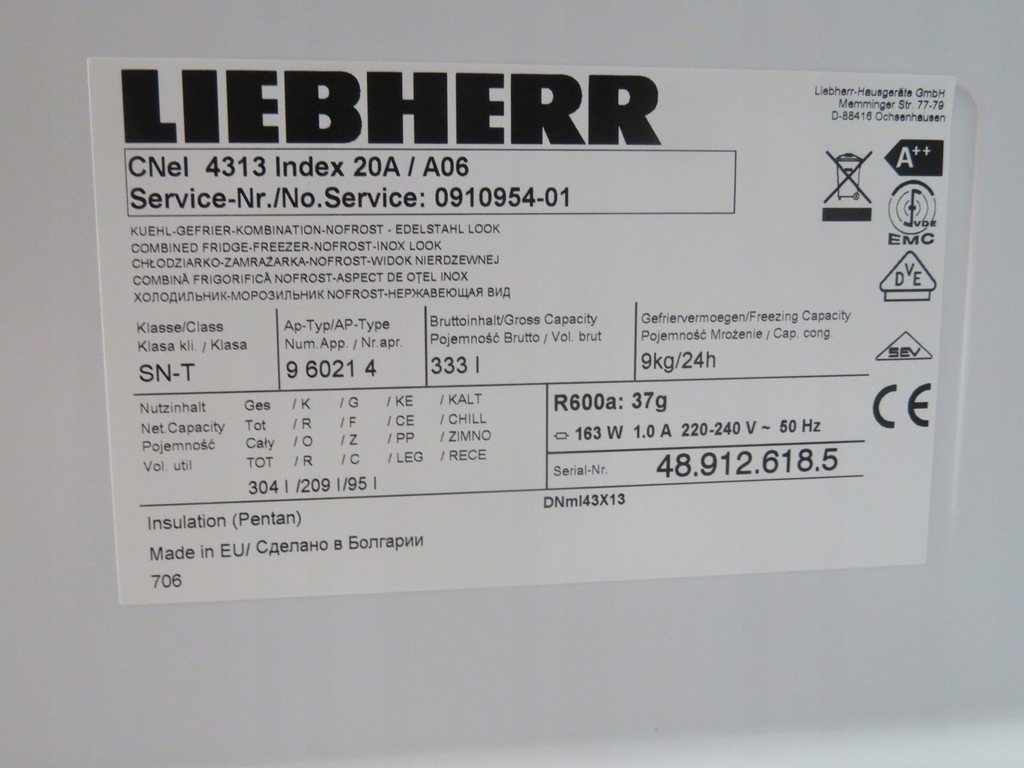 LIEBHERR
Liebherr-Hausgeräte GmbH
Memminger Str. 77-79
D-88416 Ochsenhausen
CNel 4313 Index 20A / A06
Service-Nr./No.Service: 0910954-01
A++
VDE
EMC
KUEHL-GEFRIER-KOMBINATION-NOFROST - EDELSTAHL LOOK
COMBINED FRIDGE-FREEZER-NOFROST-INOX LOOK
CHŁODZIARKO-ZAMRAŻARKA-NOFROST-WIDOK NIERDZEWNEJ
COMBINĂ FRIGORIFICĂ NOFROST-ASPECT DE OŢEL INOX
ХОЛОДИЛЬНИК-МОРОЗИЛЬНИК NOFROST-НЕРЖАВЕЮЩАЯ ВИД
DVE
Klasse/Class
Klasa kli. / Klasa
SN-T
Ap-Typ/AP-Type
Num.App. / Nr.apr.
9 6021 4
Bruttoinhalt/Gross Capacity
Pojemność Brutto / Vol. brut
333 l
Gefriervermoegen/Freezing Capacity
Pojemność Mrożenie / Cap. cong.
9kg/24h
SEV
CE
Nutzinhalt Ges / K / G / KE / KALT
Net.Capacity Tot / R / F / CE / CHILL
Pojemność Cały / O / Z / PP / ZIMNO
Vol. util TOT / R / C / LEG / RECE
304 l /209 l/95 l
R600a: 37g
163 W 1.0 A 220-240 V ~ 50 Hz
Serial-Nr. 48.912.618.5
DNml43X13
Insulation (Pentan)
Made in EU/ Сделано в Болгарии
706